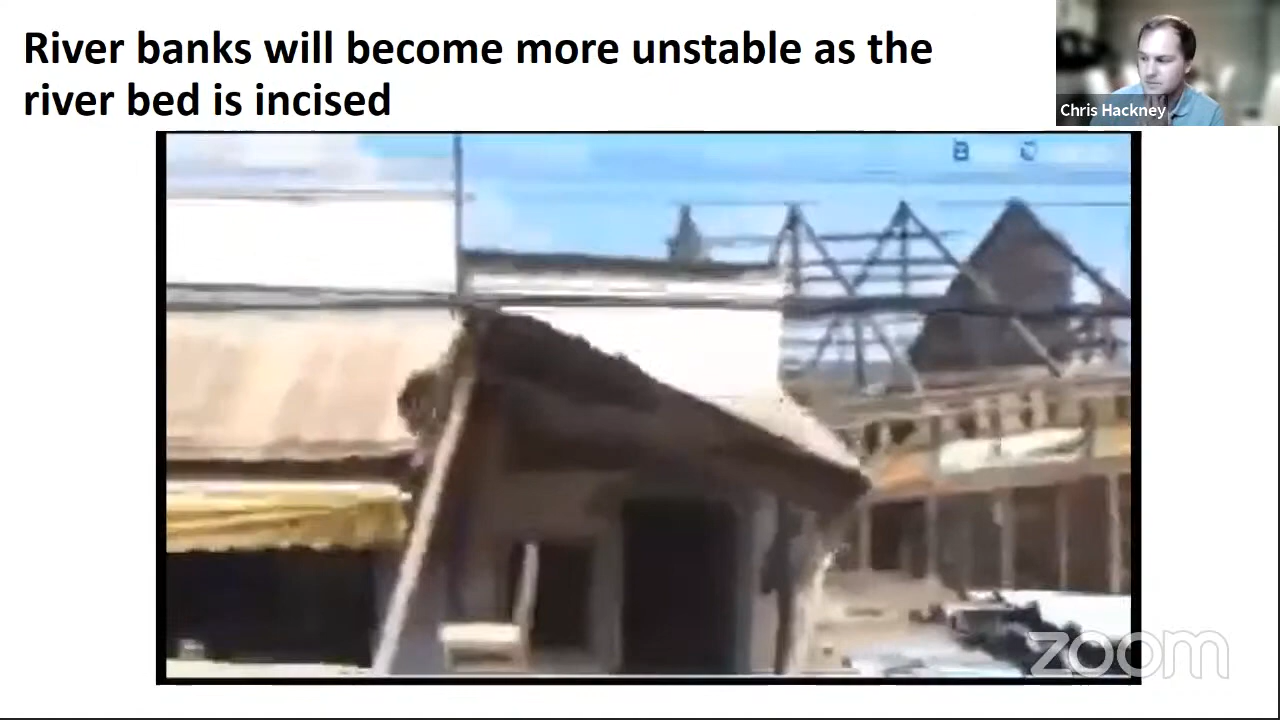 River banks will become more unstable as the
river bed is incised
Chris Hackney
zoom